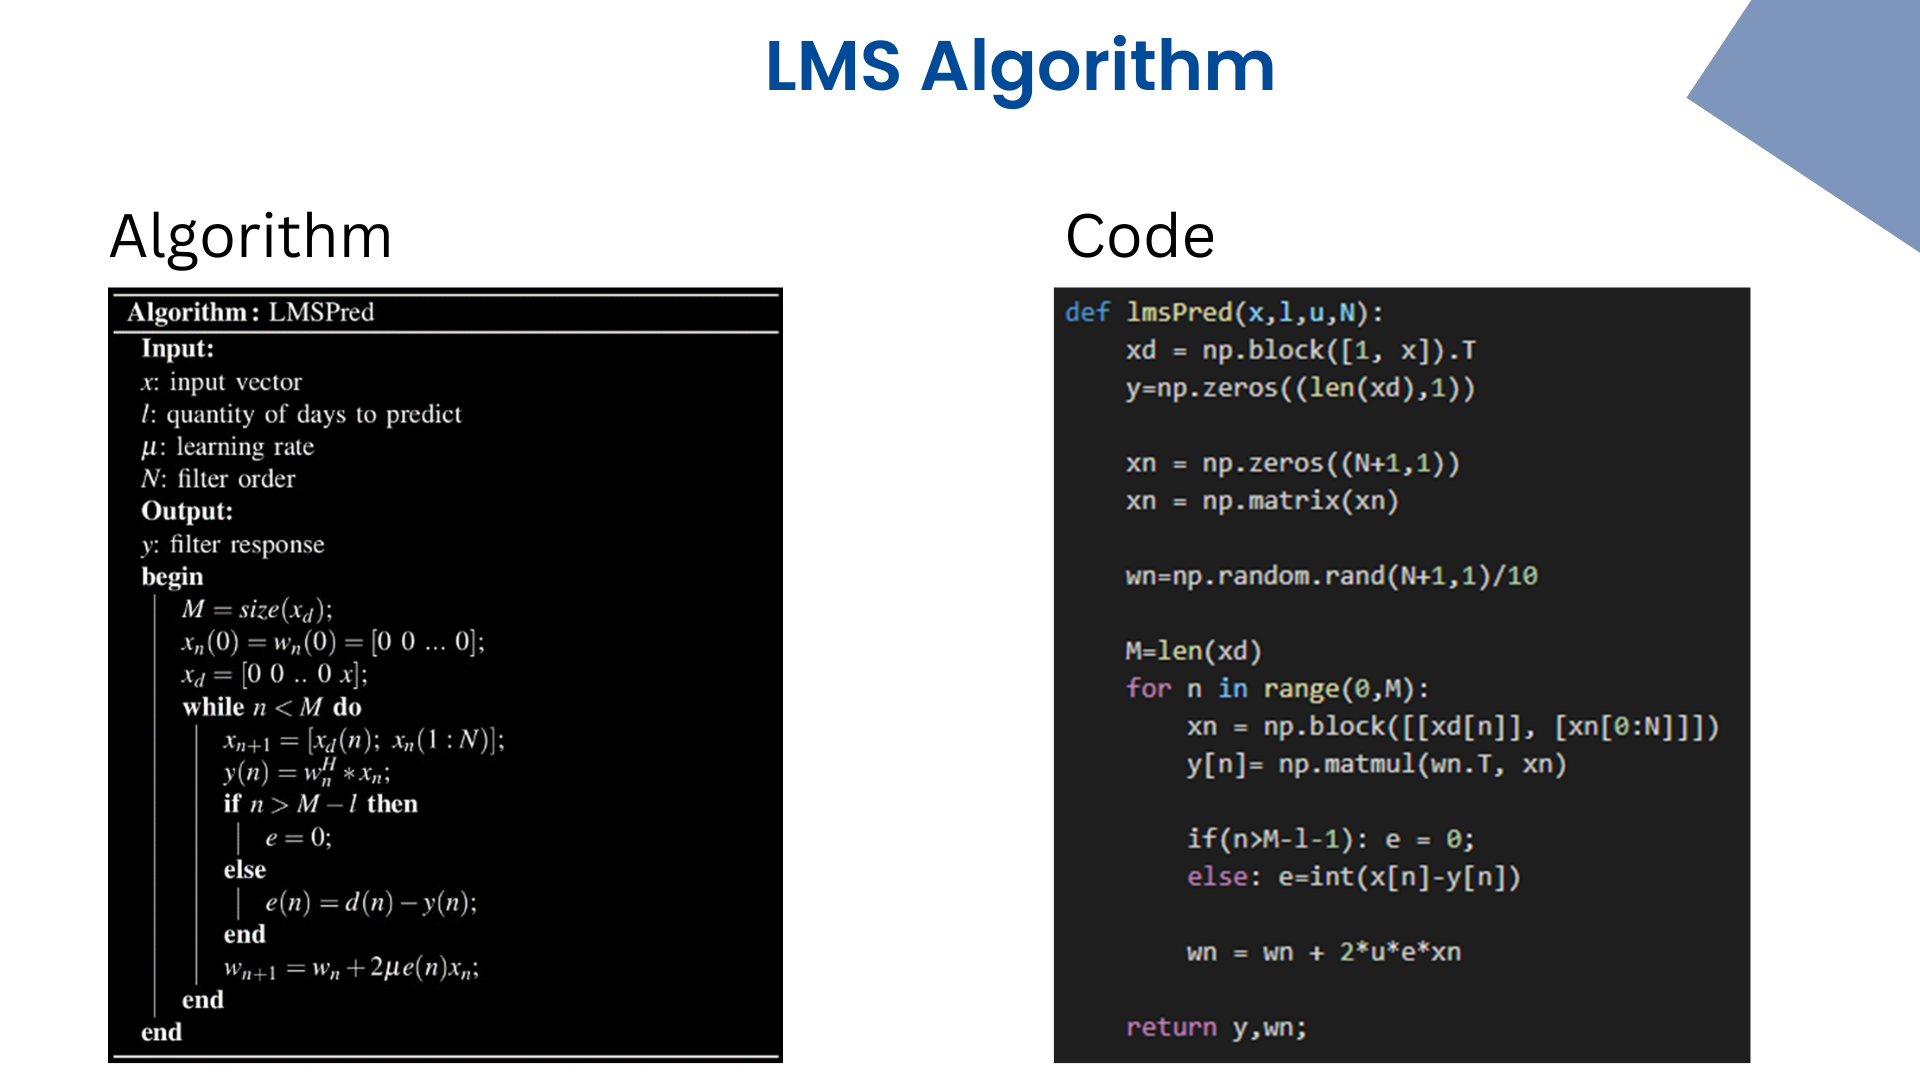 LMS Algorithm
Algorithm
Algorithm: LMSPred
Input:
x: input vector
l: quantity of days to predict
μ: learning rate
N: filter order
Output:
y: filter response
begin
M = size(x_d);
x_n(0) = w_n(0) = [0 0 ... 0];
x_d = [0 0 .. 0 x];
while n < M do
x_{n+1} = [x_d(n); x_n(1 : N)];
y(n) = w_n^H * x_n;
if n > M − l then
e = 0;
else
e(n) = d(n) − y(n);
end
w_{n+1} = w_n + 2μe(n)x_n;
end
end
Code
def lmsPred(x,l,u,N):
xd = np.block([1, x]).T
y=np.zeros((len(xd),1))
xn = np.zeros((N+1,1))
xn = np.matrix(xn)
wn=np.random.rand(N+1,1)/10
M=len(xd)
for n in range(0,M):
xn = np.block([[xd[n]], [xn[0:N]]])
y[n]= np.matmul(wn.T, xn)
if(n>M-l-1): e = 0;
else: e=int(x[n]-y[n])
wn = wn + 2*u*e*xn
return y,wn;